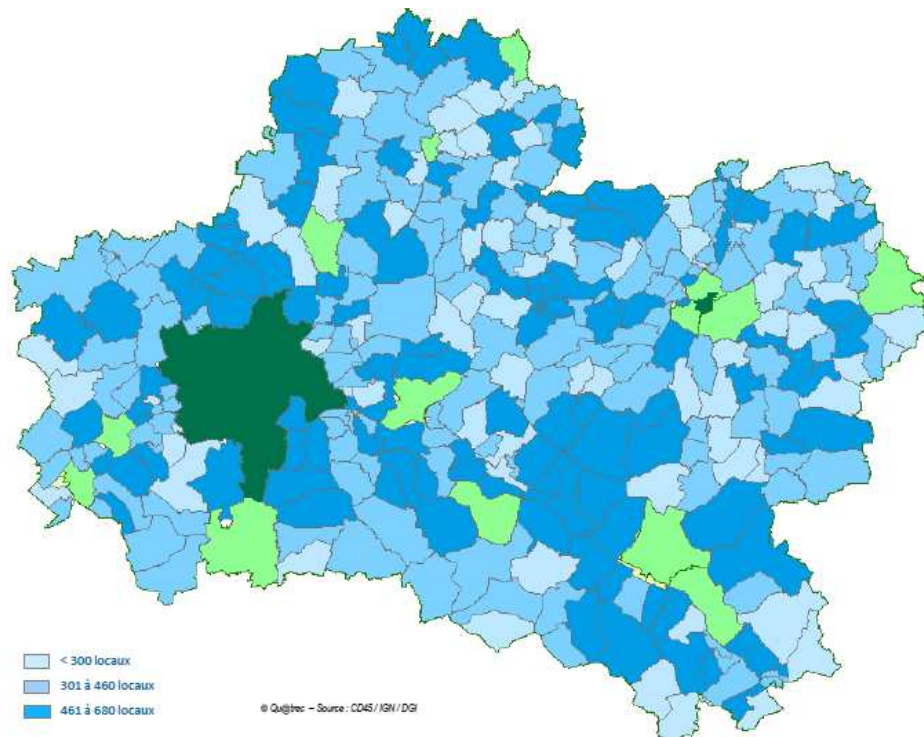 < 300 locaux
301 à 460 locaux
461 à 680 locaux
© Qu@trec – Source : CD45 / IGN / DGI